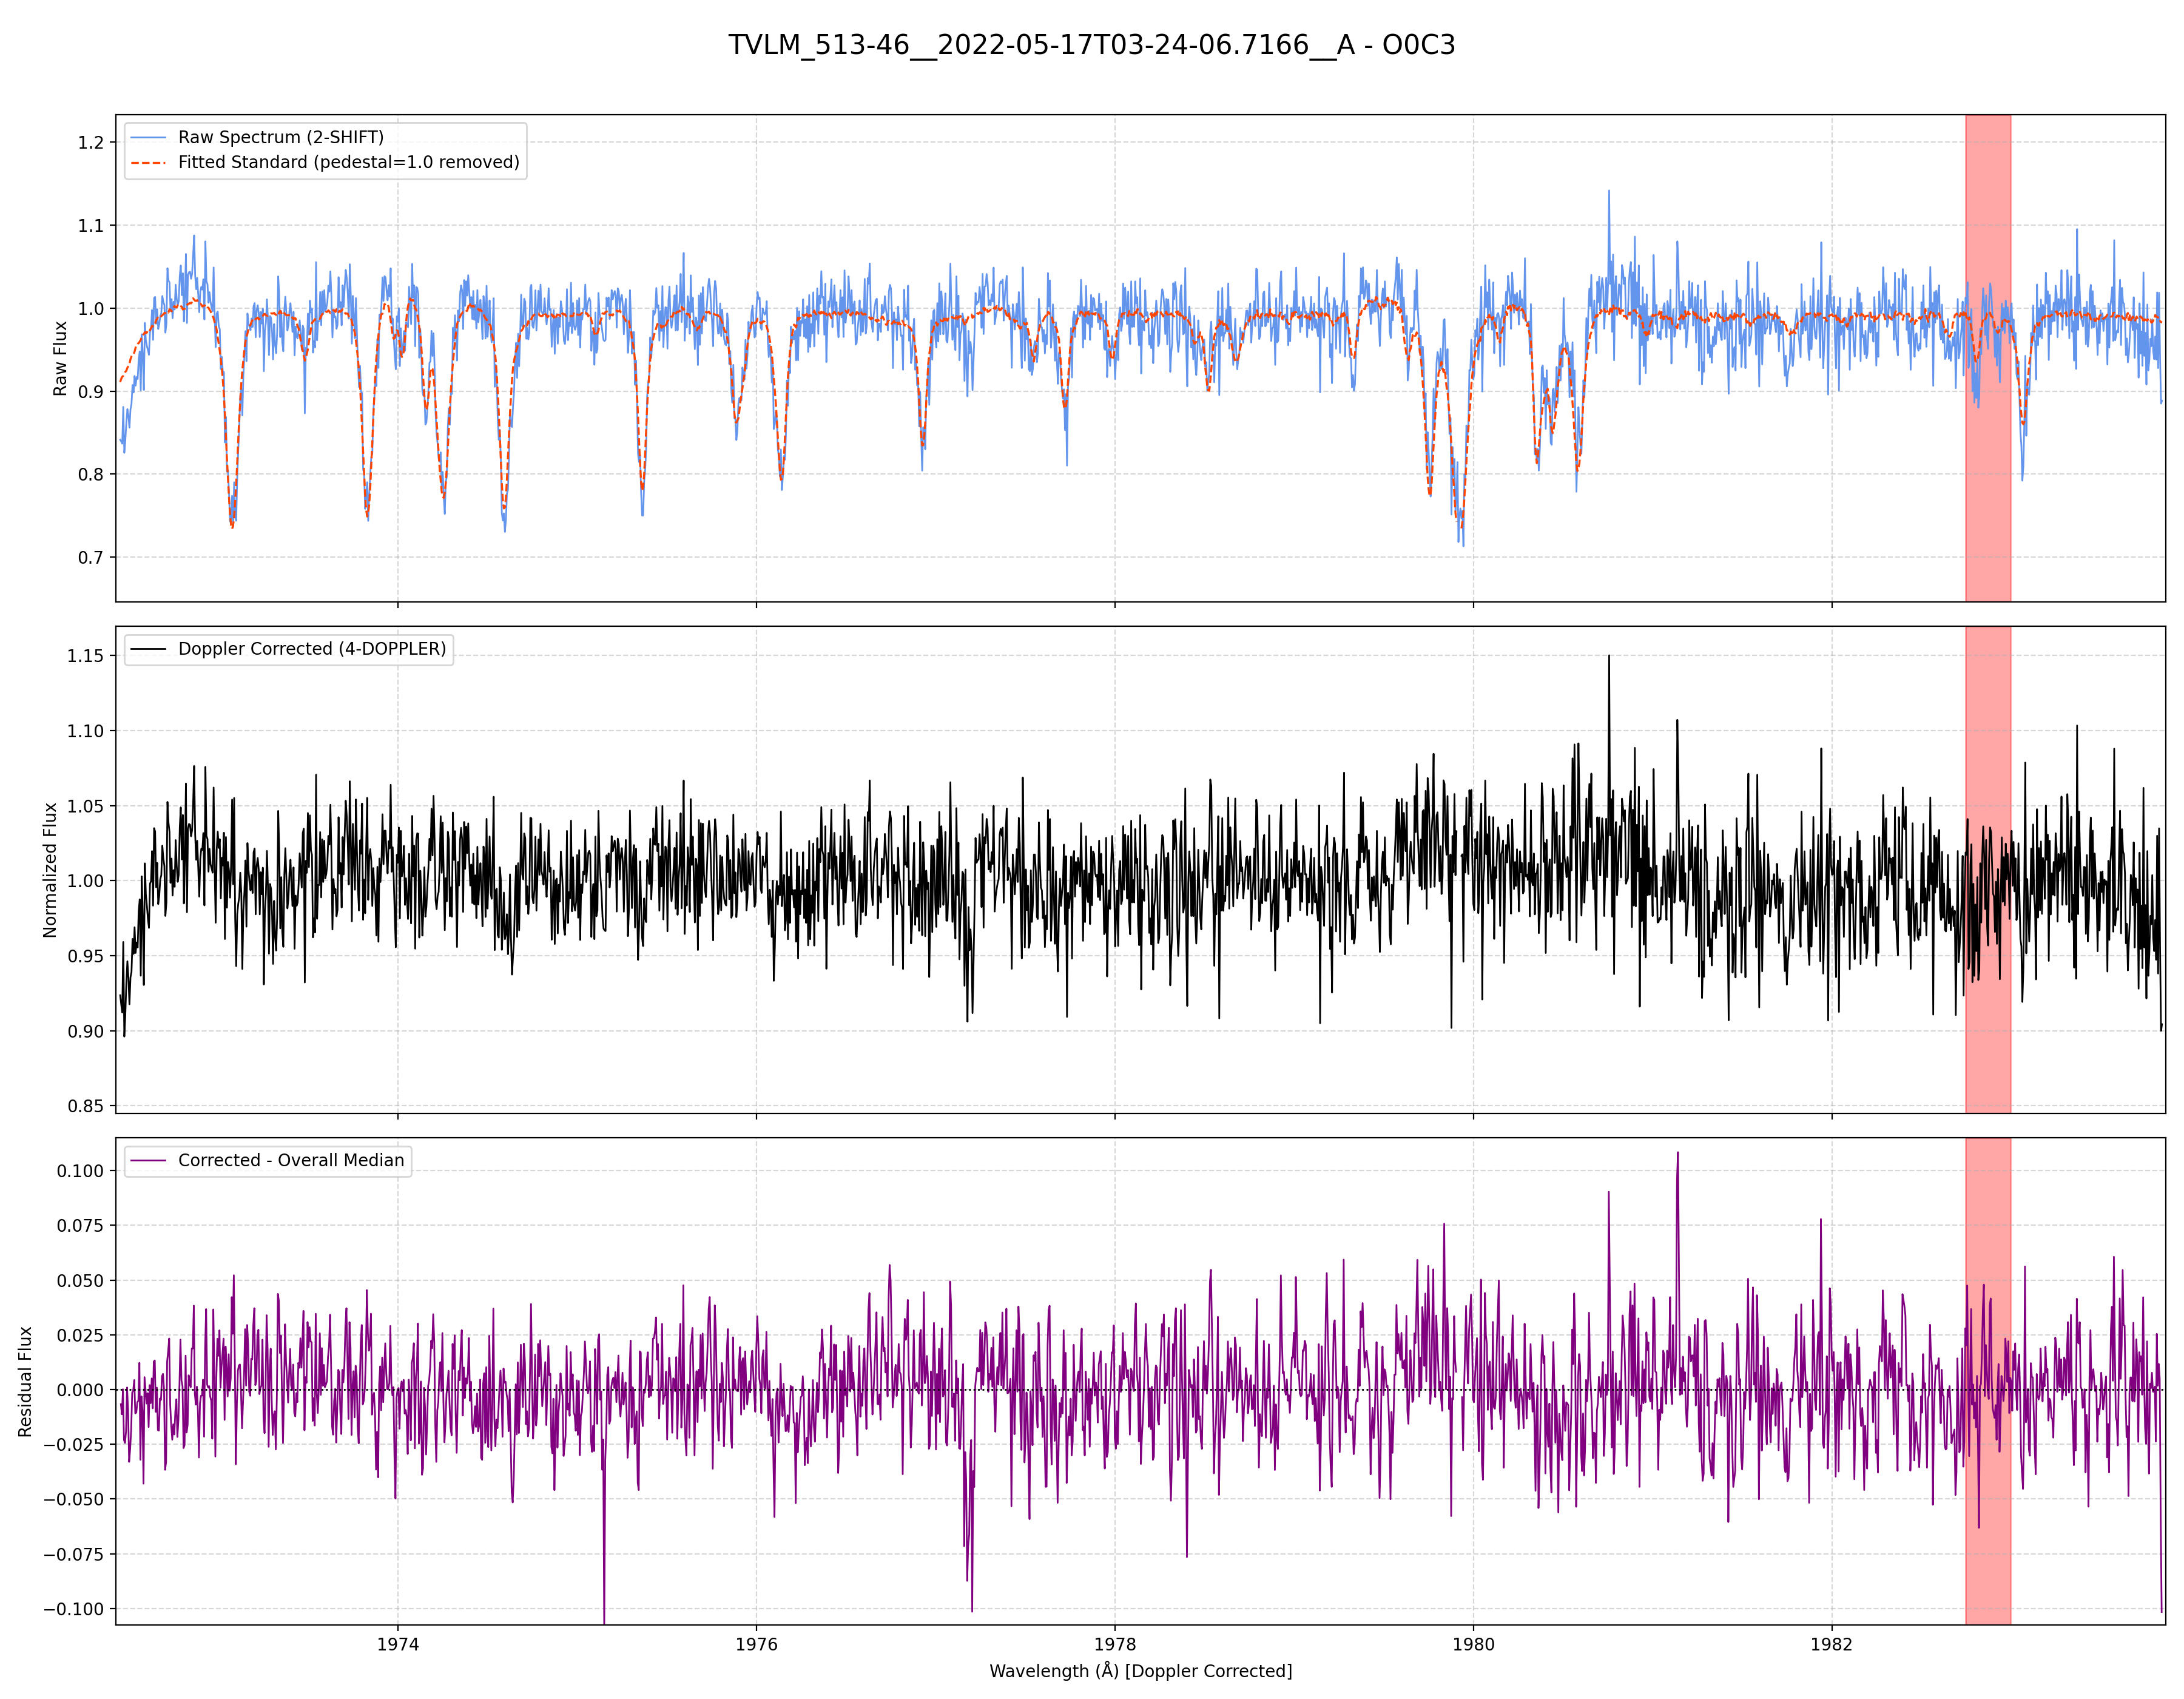 TVLM_513-46__2022-05-17T03-24-06.7166__A - O0C3
Raw Spectrum (2-SHIFT)
Fitted Standard (pedestal=1.0 removed)
1.2
1.1
1.0
0.9
0.8
0.7
Raw Flux
Doppler Corrected (4-DOPPLER)
1.15
1.10
1.05
1.00
0.95
0.90
0.85
Normalized Flux
Corrected - Overall Median
0.100
0.075
0.050
0.025
0.000
−0.025
−0.050
−0.075
−0.100
Residual Flux
1974 1976 1978 1980 1982
Wavelength (Å) [Doppler Corrected]